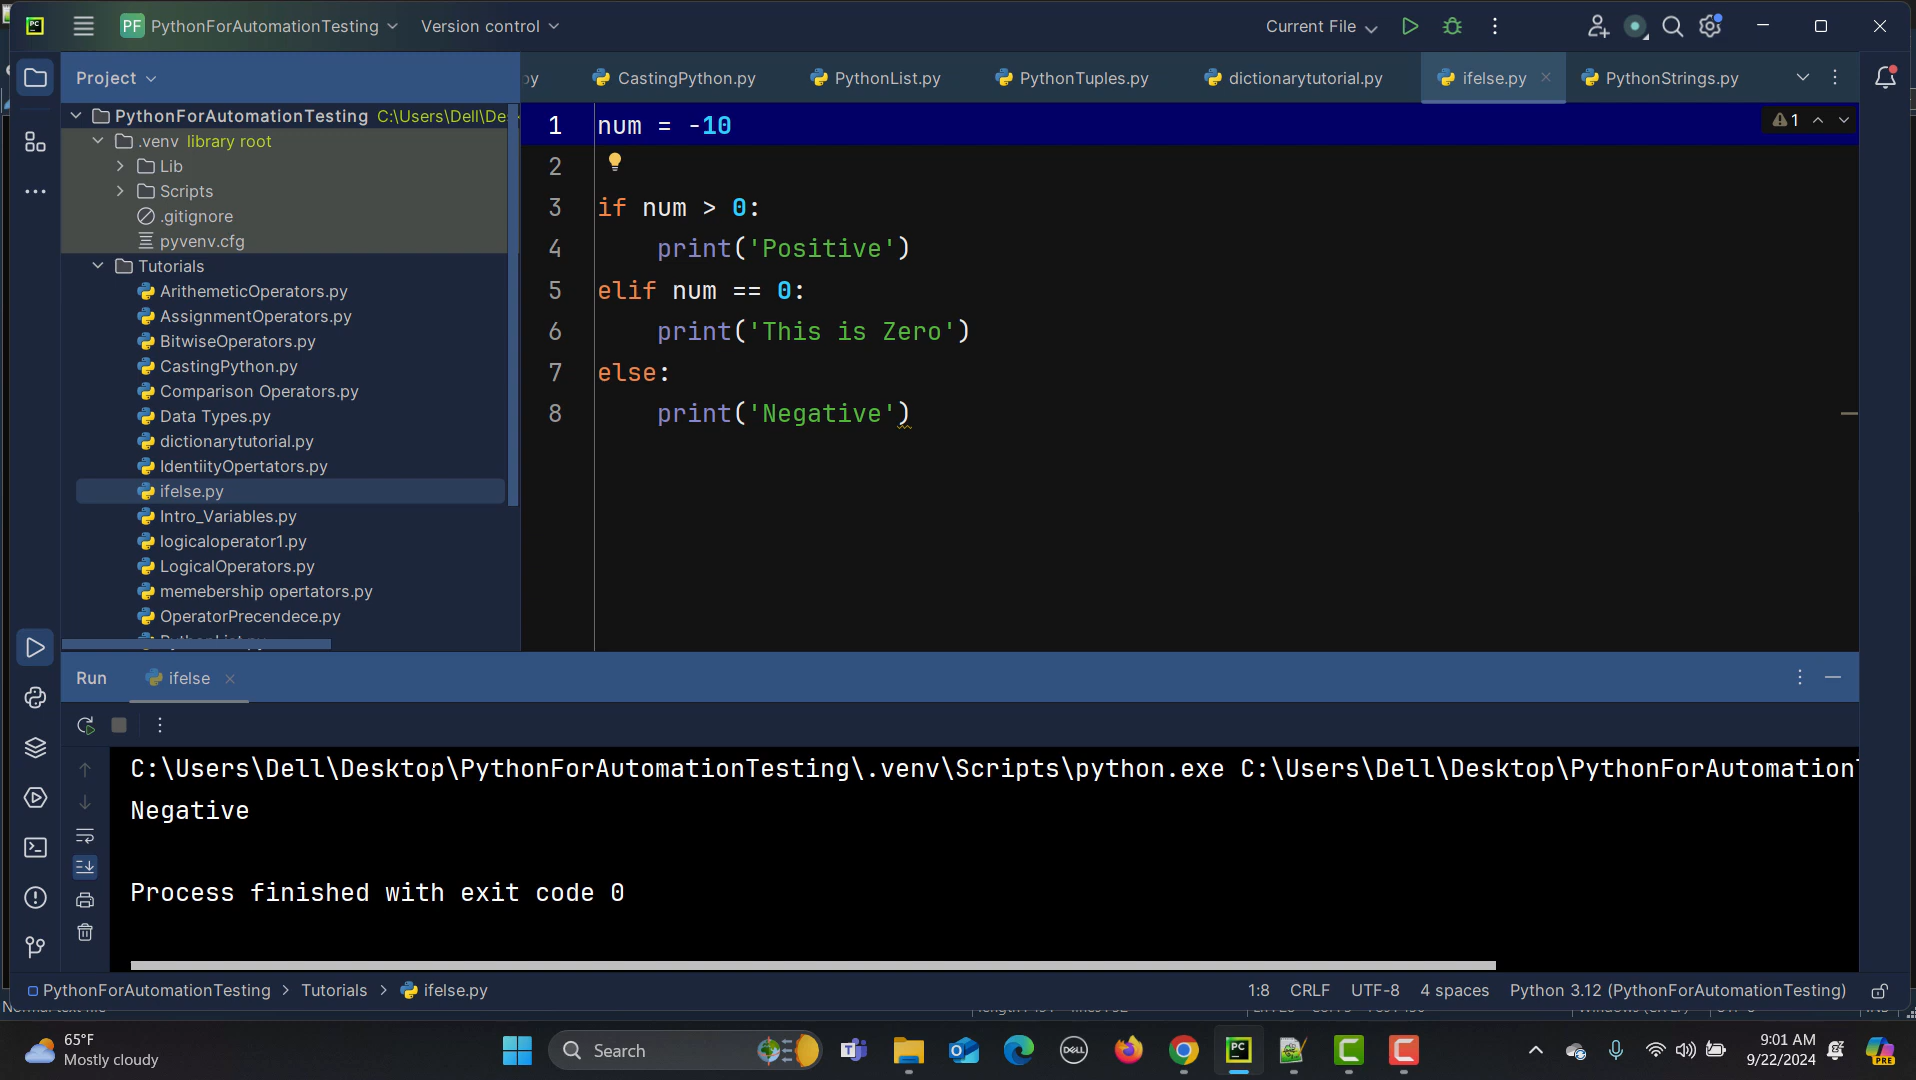 PC
PF PythonForAutomationTesting
Version control
Current File
Project
y
CastingPython.py
PythonList.py
PythonTuples.py
dictionarytutorial.py
ifelse.py
PythonStrings.py
PythonForAutomationTesting C:\Users\Dell\De
.venv library root
Lib
Scripts
.gitignore
pyvenv.cfg
Tutorials
ArithemeticOperators.py
AssignmentOperators.py
BitwiseOperators.py
CastingPython.py
Comparison Operators.py
Data Types.py
dictionarytutorial.py
IdentiityOpertators.py
ifelse.py
Intro_Variables.py
logicaloperator1.py
LogicalOperators.py
memebership opertators.py
OperatorPrecendece.py
1 num = -10
1
2
3 if num > 0:
4 print('Positive')
5 elif num == 0:
6 print('This is Zero')
7 else:
8 print('Negative')
Run
ifelse
C:\Users\Dell\Desktop\PythonForAutomationTesting\.venv\Scripts\python.exe C:\Users\Dell\Desktop\PythonForAutomation
Negative
Process finished with exit code 0
PythonForAutomationTesting > Tutorials > ifelse.py
1:8 CRLF UTF-8 4 spaces Python 3.12 (PythonForAutomationTesting)
65°F
Mostly cloudy
Search
DELL
PC
9:01 AM
9/22/2024
PRE